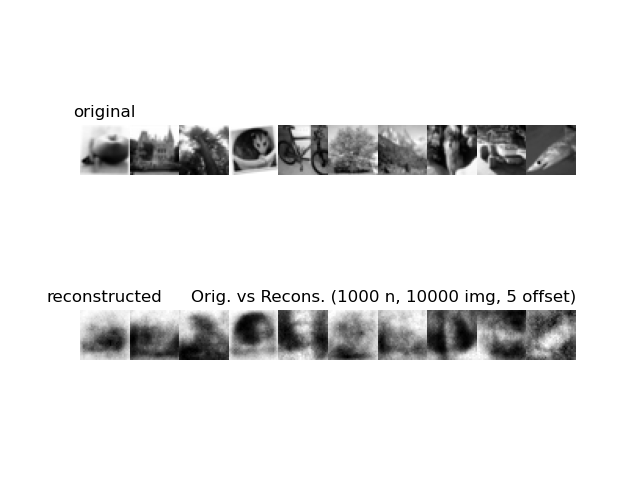 original
reconstructed
Orig. vs Recons. (1000 n, 10000 img, 5 offset)